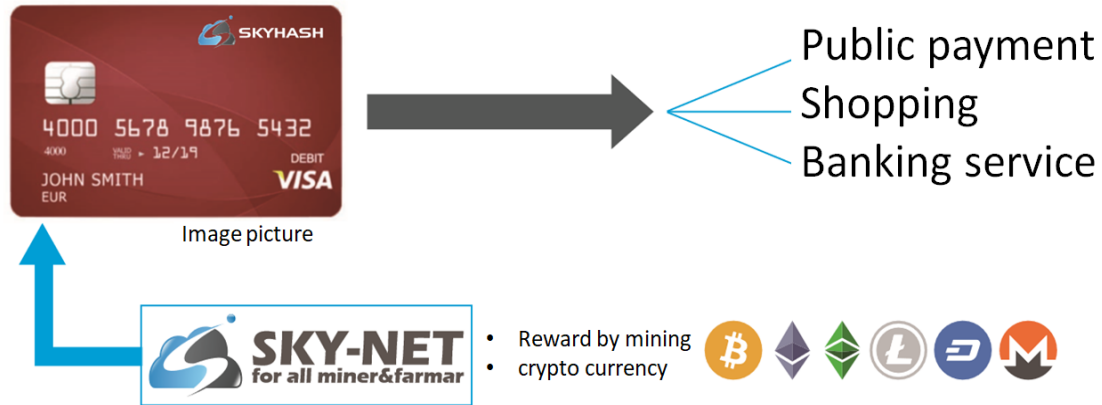 SKYHASH
4000 5678 9876 5432
4000 VALID THRU ▸ 12/19
DEBIT
JOHN SMITH
VISA
EUR
Image picture
Public payment
Shopping
Banking service
SKY-NET
for all miner&farmar
• Reward by mining
• crypto currency